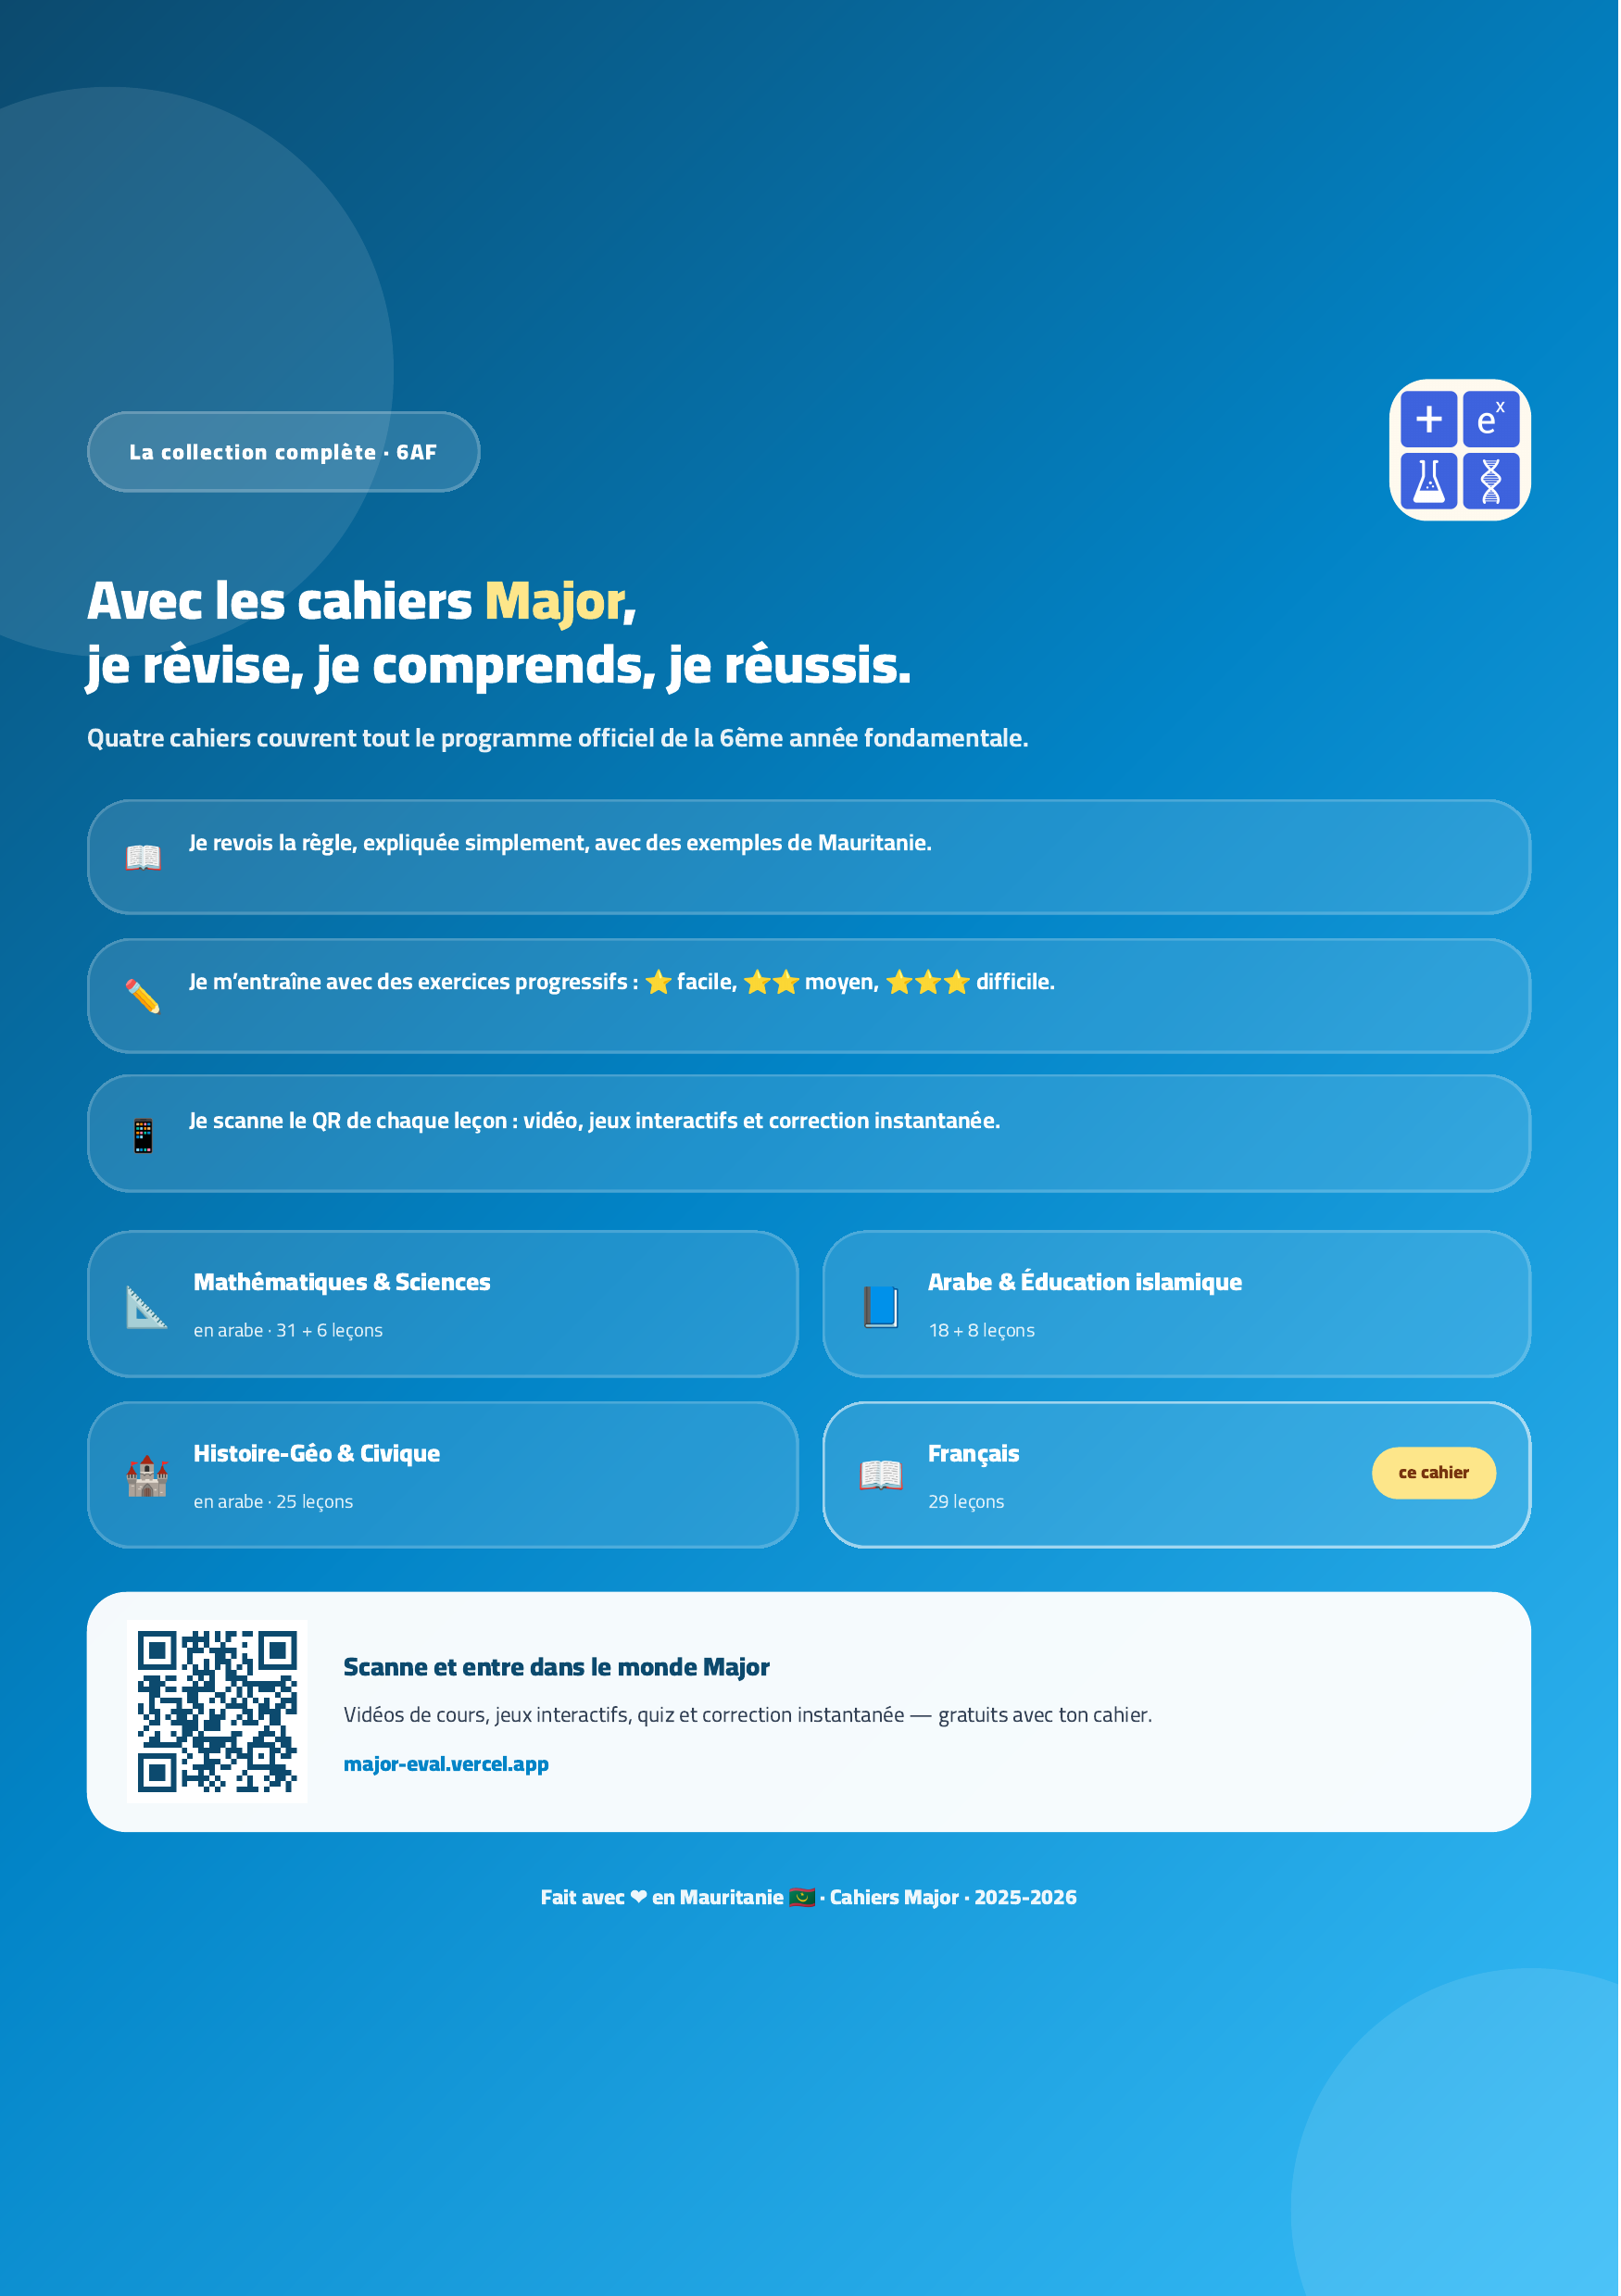 La collection complète · 6AF
+
eˣ
Avec les cahiers Major,
je révise, je comprends, je réussis.
Quatre cahiers couvrent tout le programme officiel de la 6ème année fondamentale.
Je revois la règle, expliquée simplement, avec des exemples de Mauritanie.
Je m’entraîne avec des exercices progressifs : ⭐ facile, ⭐⭐ moyen, ⭐⭐⭐ difficile.
Je scanne le QR de chaque leçon : vidéo, jeux interactifs et correction instantanée.
Mathématiques & Sciences
en arabe · 31 + 6 leçons
Arabe & Éducation islamique
18 + 8 leçons
Histoire-Géo & Civique
en arabe · 25 leçons
Français
29 leçons
ce cahier
Scanne et entre dans le monde Major
Vidéos de cours, jeux interactifs, quiz et correction instantanée — gratuits avec ton cahier.
major-eval.vercel.app
Fait avec ❤ en Mauritanie 🇲🇷 · Cahiers Major · 2025-2026